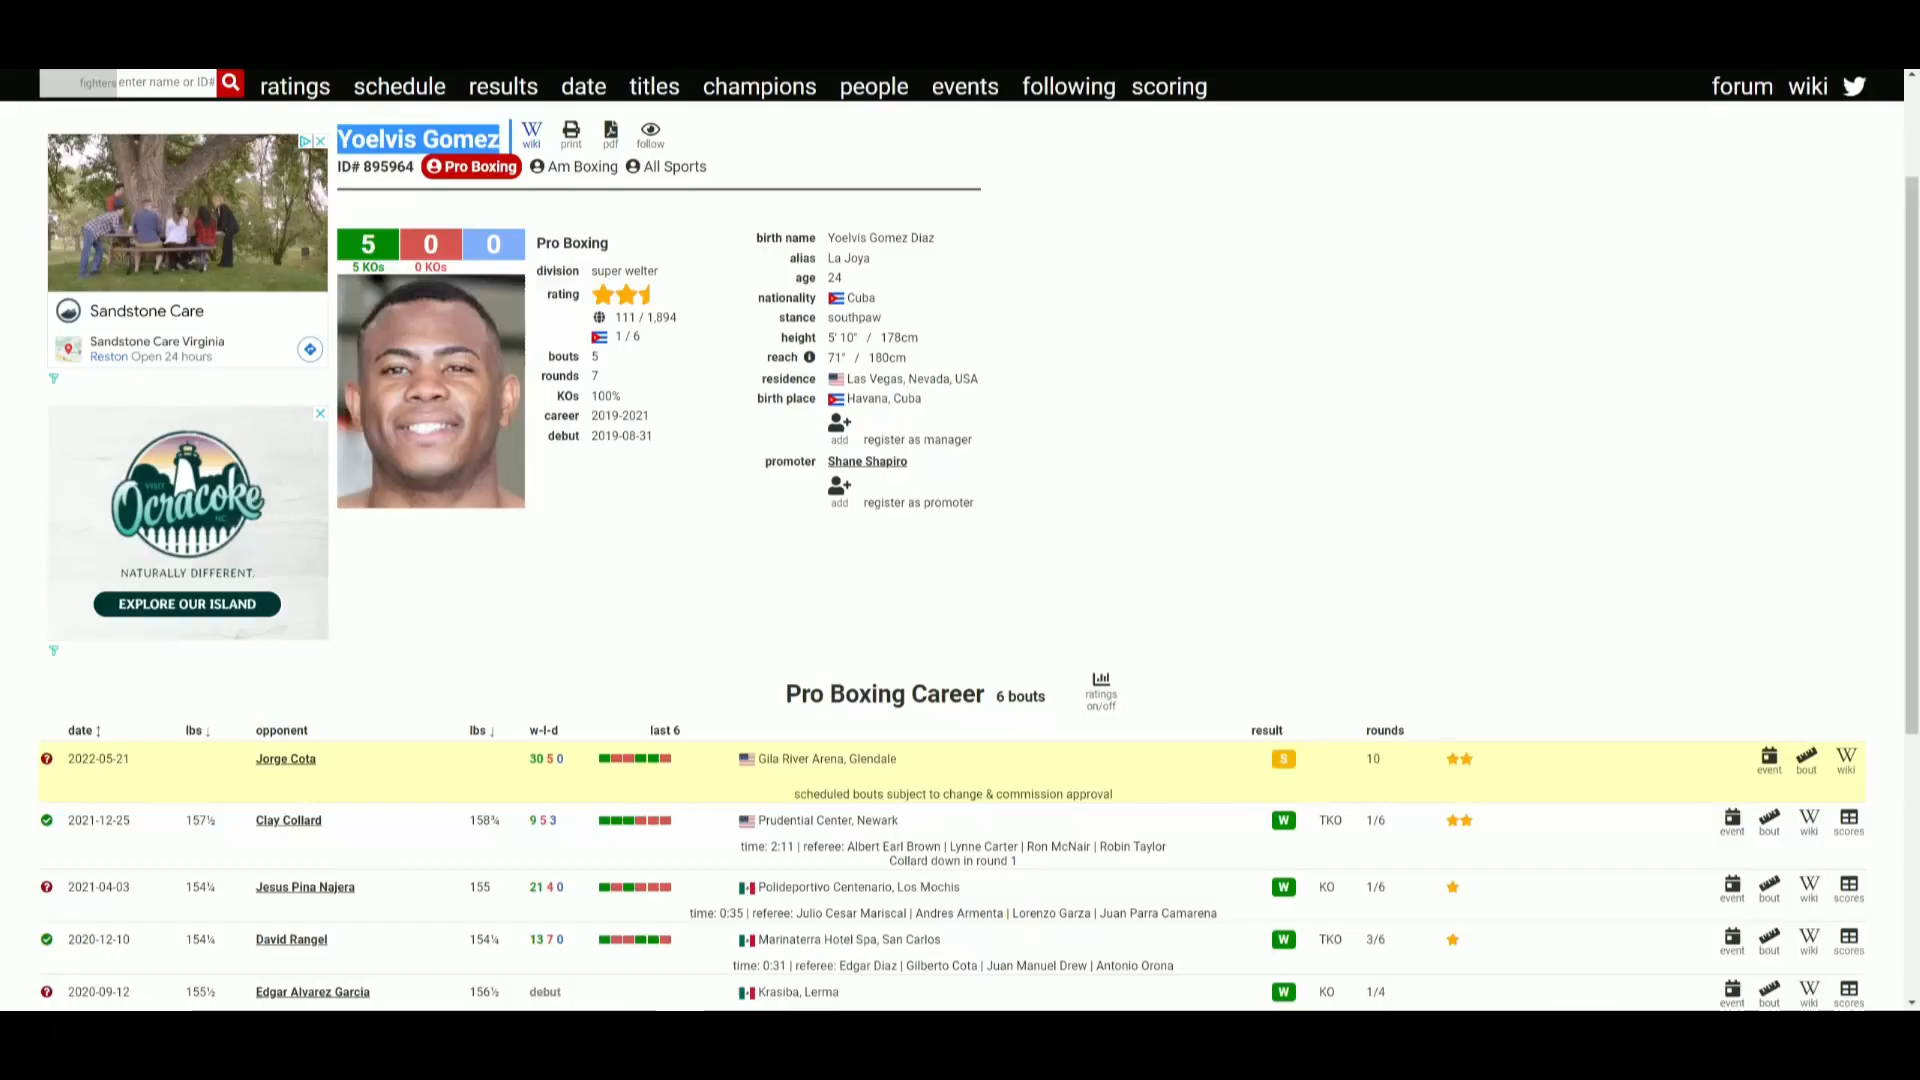 fighters enter name or ID#
ratings schedule results date titles champions people events following scoring forum wiki
Yoelvis Gomez
wiki print pdf follow
ID# 895964 Pro Boxing Am Boxing All Sports
Sandstone Care
Sandstone Care Virginia
Reston Open 24 hours
VISIT
Ocracoke
NC
NATURALLY DIFFERENT.
EXPLORE OUR ISLAND
5 0 0
5 KOs 0 KOs
Pro Boxing
division super welter
rating
111 / 1,894
1 / 6
bouts 5
rounds 7
KOs 100%
career 2019-2021
debut 2019-08-31
birth name Yoelvis Gomez Diaz
alias La Joya
age 24
nationality Cuba
stance southpaw
height 5' 10" / 178cm
reach 71" / 180cm
residence Las Vegas, Nevada, USA
birth place Havana, Cuba
add register as manager
promoter Shane Shapiro
add register as promoter
Pro Boxing Career 6 bouts
ratings
on/off
date lbs opponent lbs w-l-d last 6 result rounds
2022-05-21 Jorge Cota 30 5 0 Gila River Arena, Glendale S 10
event bout wiki
scheduled bouts subject to change & commission approval
2021-12-25 157½ Clay Collard 158¾ 9 5 3 Prudential Center, Newark W TKO 1/6
event bout wiki scores
time: 2:11 | referee: Albert Earl Brown | Lynne Carter | Ron McNair | Robin Taylor
Collard down in round 1
2021-04-03 154¼ Jesus Pina Najera 155 21 4 0 Polideportivo Centenario, Los Mochis W KO 1/6
event bout wiki scores
time: 0:35 | referee: Julio Cesar Mariscal | Andres Armenta | Lorenzo Garza | Juan Parra Camarena
2020-12-10 154¼ David Rangel 154¼ 13 7 0 Marinaterra Hotel Spa, San Carlos W TKO 3/6
event bout wiki scores
time: 0:31 | referee: Edgar Diaz | Gilberto Cota | Juan Manuel Drew | Antonio Orona
2020-09-12 155½ Edgar Alvarez Garcia 156½ debut Krasiba, Lerma W KO 1/4
event bout wiki scores